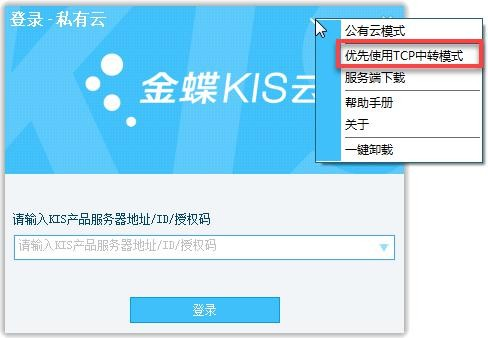 登录 - 私有云
金蝶KIS云
公有云模式
优先使用TCP中转模式
服务端下载
帮助手册
关于
一键卸载
请输入KIS产品服务器地址/ID/授权码
请输入KIS产品服务器地址/ID/授权码
登录